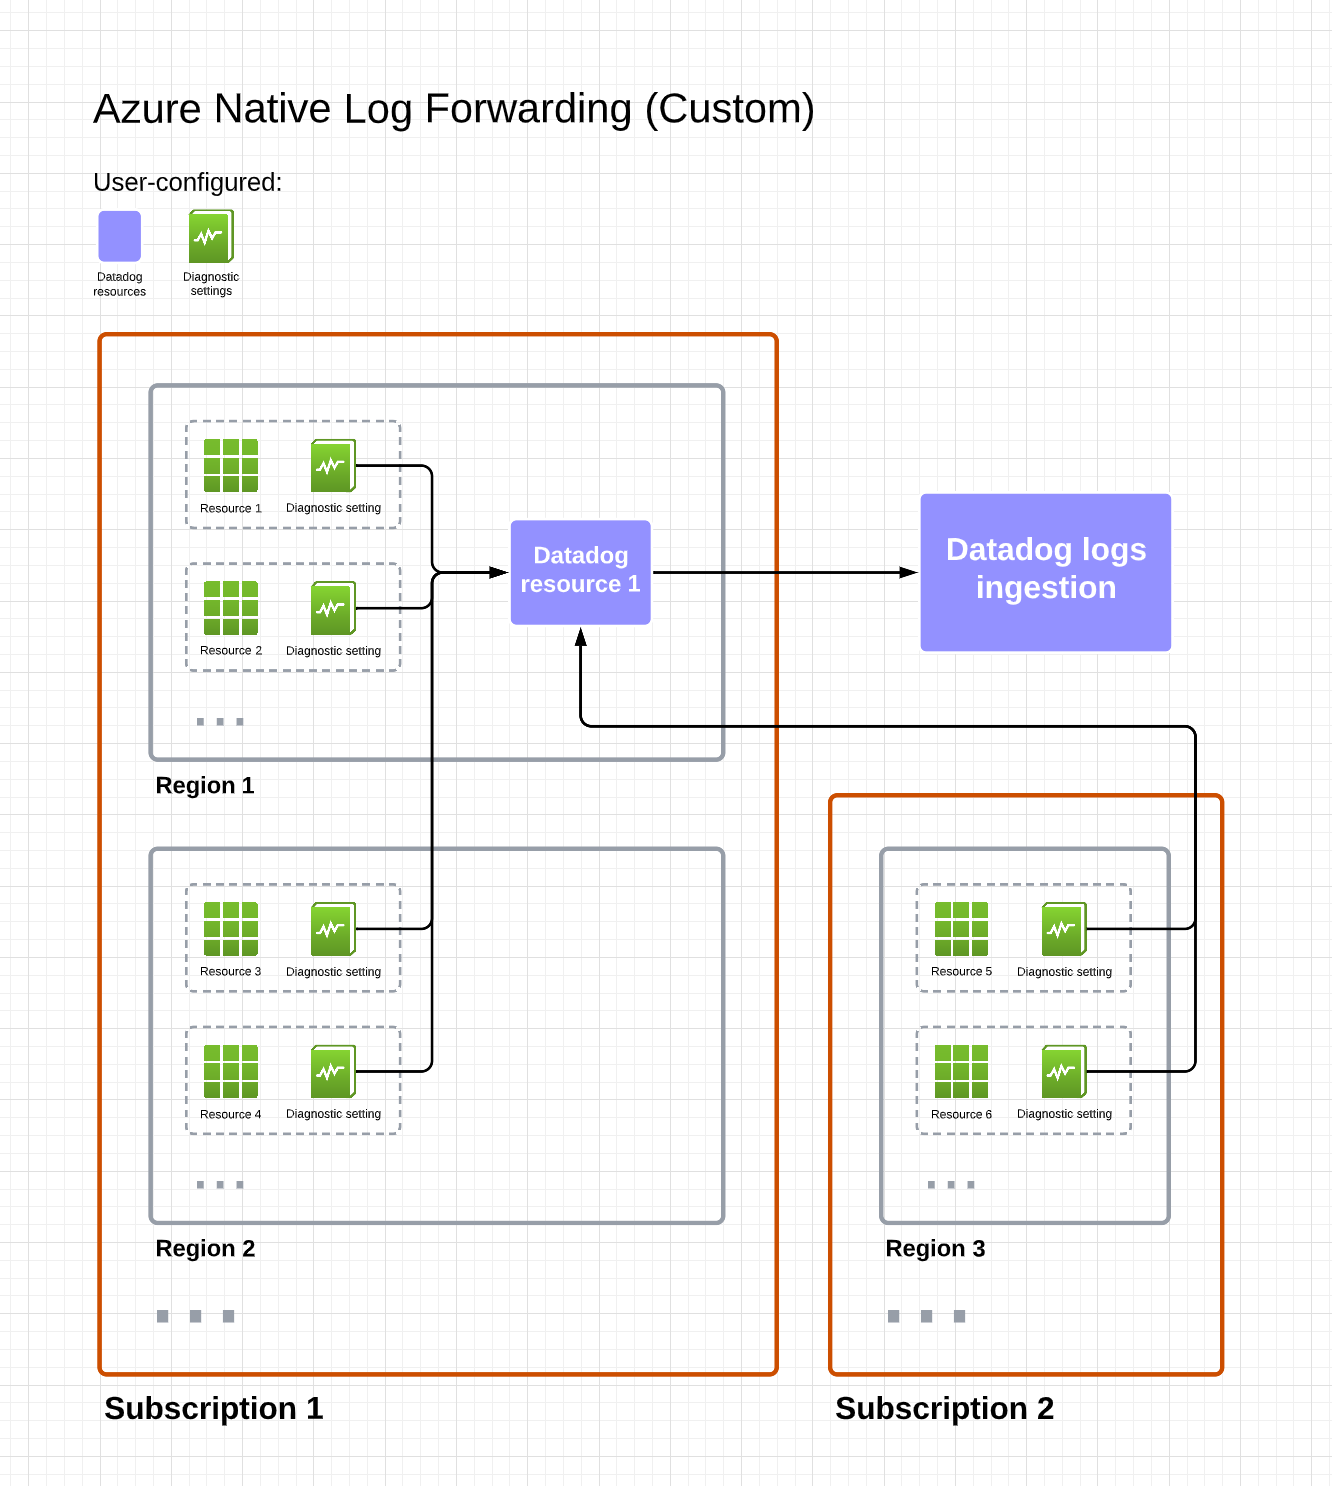 Azure Native Log Forwarding (Custom)
User-configured:
Datadog
resources
Diagnostic
settings
Resource 1
Diagnostic setting
Resource 2
Diagnostic setting
...
Datadog
resource 1
Datadog logs
ingestion
Region 1
Resource 3
Diagnostic setting
Resource 4
Diagnostic setting
...
Region 2
...
Subscription 1
Resource 5
Diagnostic setting
Resource 6
Diagnostic setting
...
Region 3
...
Subscription 2